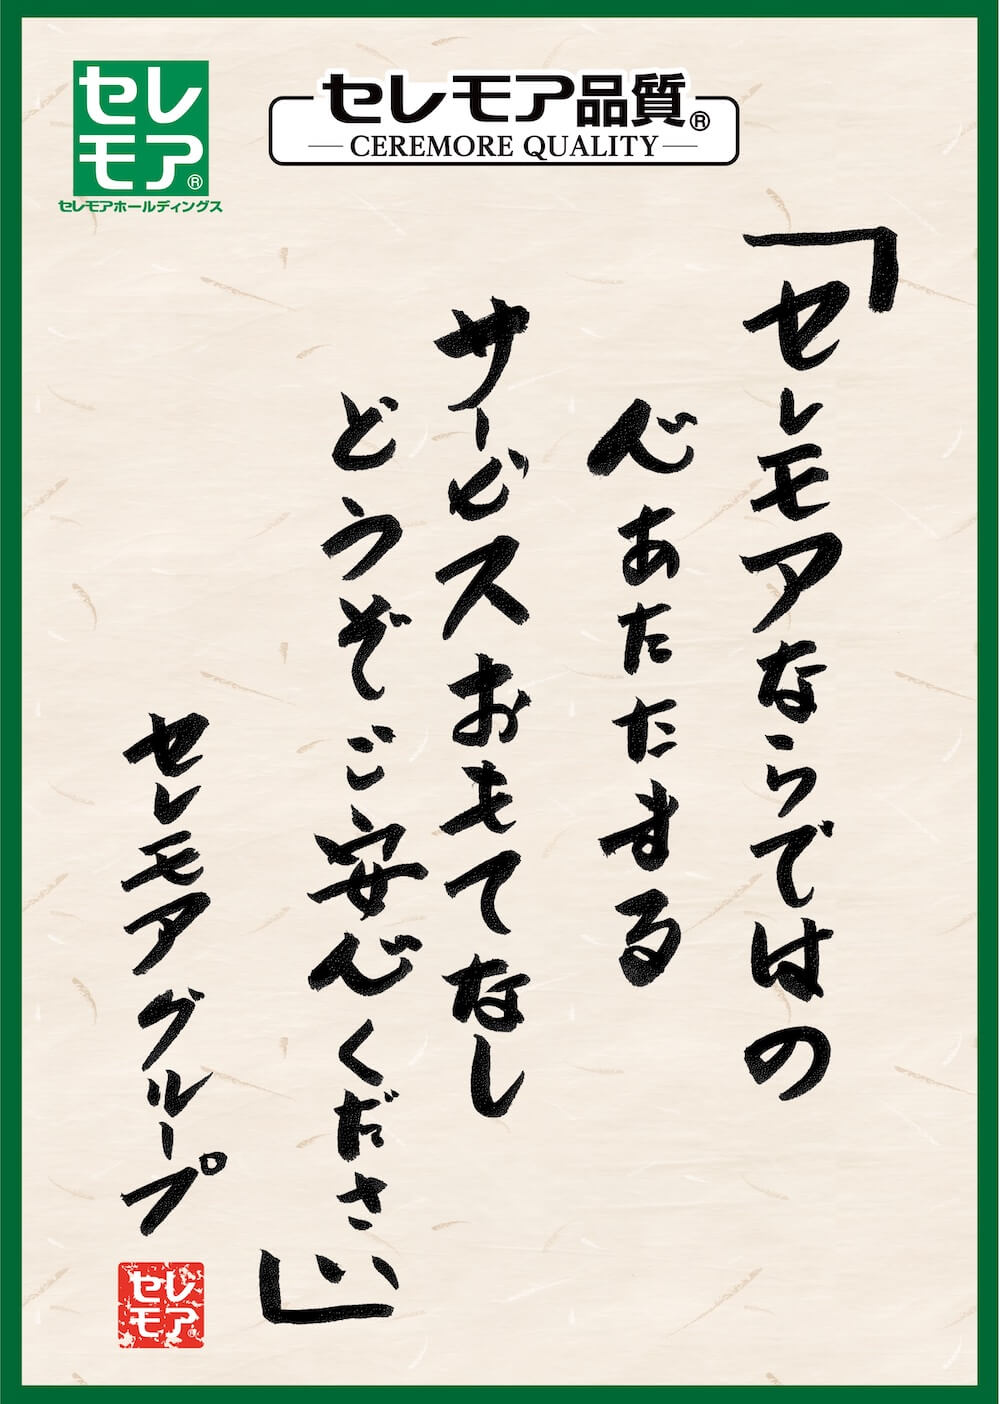 セレ
モア®
セレモアホールディングス
セレモア品質®
CEREMORE QUALITY
「セレモアならではの
心あたたまる
サービスおもてなし
どうぞご安心ください」
セレモアグループ
セレ
モア®